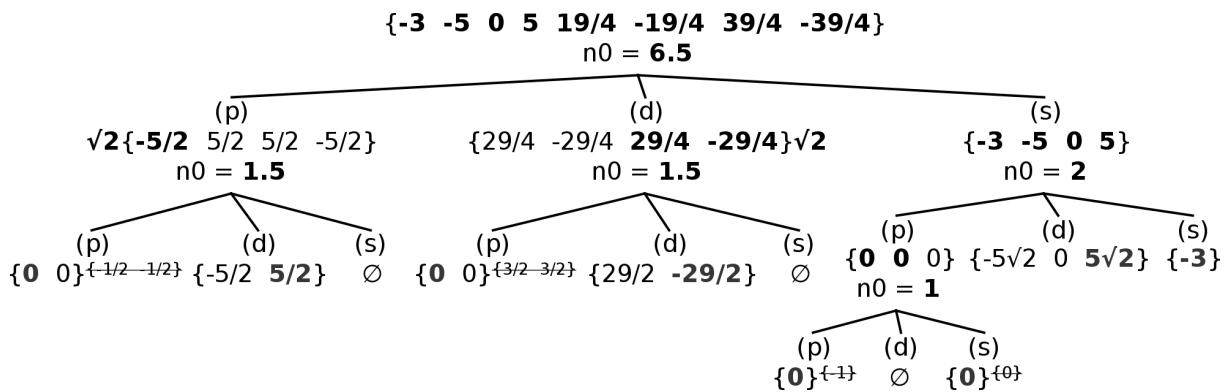 {-3 -5 0 5 19/4 -19/4 39/4 -39/4}
n0 = 6.5
(p) (d) (s)
√2{-5/2 5/2 5/2 -5/2} {29/4 -29/4 29/4 -29/4}√2 {-3 -5 0 5}
n0 = 1.5 n0 = 1.5 n0 = 2
(p) (d) (s) (p) (d) (s) (p) (d) (s)
{0 0}{-1/2 -1/2} {-5/2 5/2} ∅ {0 0}{3/2 3/2} {29/2 -29/2} ∅ {0 0 0} {-5√2 0 5√2} {-3}
n0 = 1
(p) (d) (s)
{0}{-1} ∅ {0}{0}